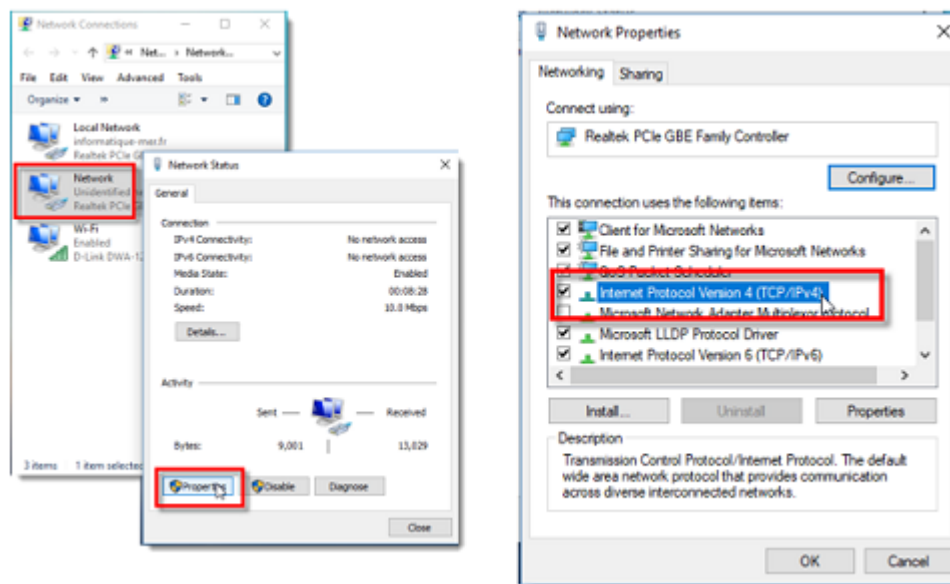 Network Connections
« Net... › Network...
File Edit View Advanced Tools
Organize »
Local Network
informatique-mer.fr
Realtek PCIe GB
Network
Unidentified
Realtek PCIe
Wi-Fi
Enabled
D-Link DWA-12
3 items 1 item selected
Network Status
General
Connection
IPv4 Connectivity: No network access
IPv6 Connectivity: No network access
Media State: Enabled
Duration: 00:08:28
Speed: 10.0 Mbps
Details...
Activity
Sent Received
Bytes: 9,001 13,029
Properties Disable Diagnose
Close
Network Properties
Networking Sharing
Connect using:
Realtek PCIe GBE Family Controller
Configure...
This connection uses the following items:
Client for Microsoft Networks
File and Printer Sharing for Microsoft Networks
QoS Packet Scheduler
Internet Protocol Version 4 (TCP/IPv4)
Microsoft Network Adapter Multiplexor Protocol
Microsoft LLDP Protocol Driver
Internet Protocol Version 6 (TCP/IPv6)
Install... Uninstall Properties
Description
Transmission Control Protocol/Internet Protocol. The default
wide area network protocol that provides communication
across diverse interconnected networks.
OK Cancel